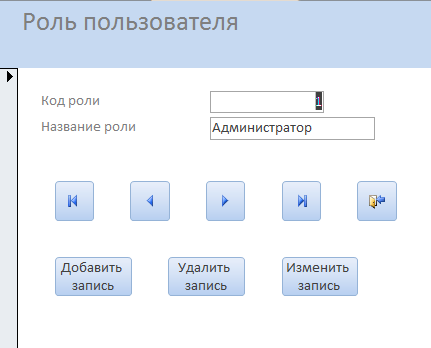 Роль пользователя
Код роли 1
Название роли Администратор
Добавить Удалить Изменить
запись запись запись